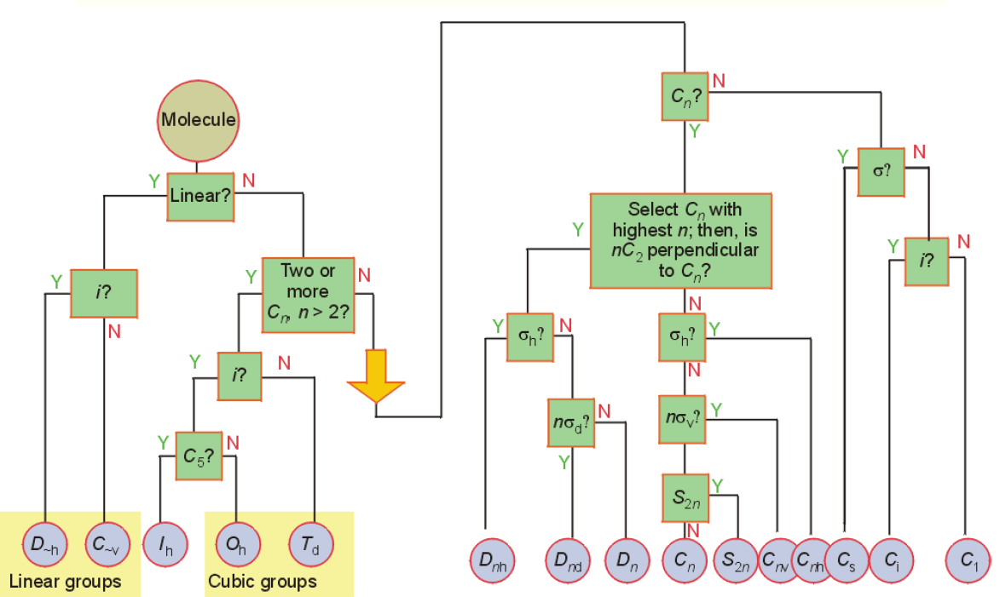 Molecule
Linear?
Y
N
i?
Y
N
Two or
more
Cn, n > 2?
Y
N
i?
Y
N
C5?
Y
N
D~h
C~v
Ih
Oh
Td
Linear groups
Cubic groups
Cn?
N
Y
Select Cn with
highest n; then, is
nC2 perpendicular
to Cn?
Y
N
σh?
Y
N
nσd?
N
Y
σh?
Y
N
nσv?
Y
S2n
Y
N
σ?
Y
N
i?
Y
N
Dnh
Dnd
Dn
Cn
S2n
Cnv
Cnh
Cs
Ci
C1